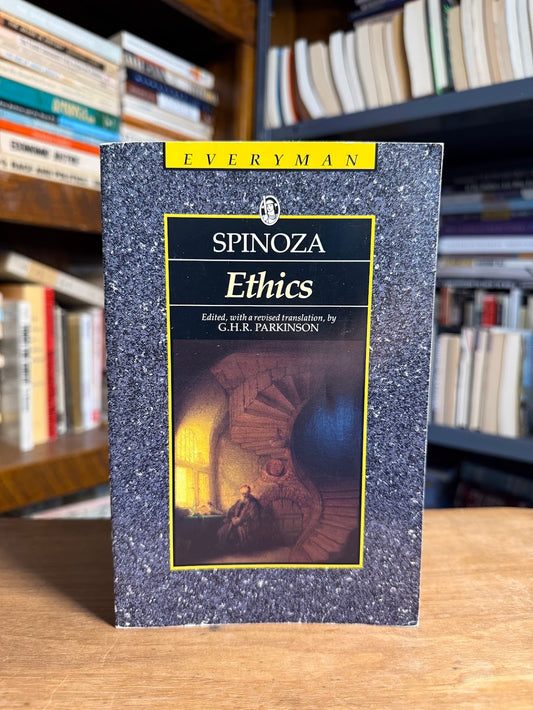 EVERYMAN
SPINOZA
Ethics
Edited, with a revised translation, by
G.H.R. PARKINSON